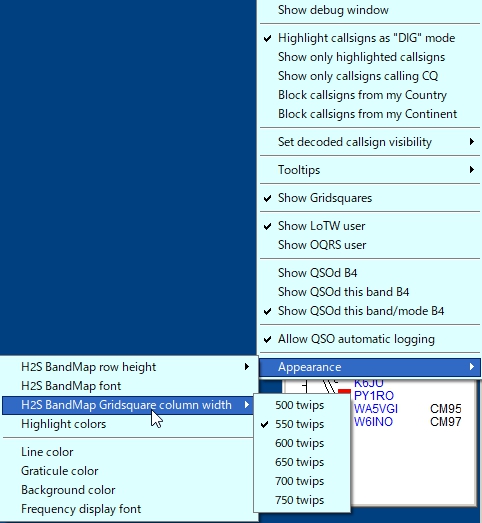 Show debug window
Highlight callsigns as "DIG" mode
Show only highlighted callsigns
Show only callsigns calling CQ
Block callsigns from my Country
Block callsigns from my Continent
Set decoded callsign visibility
Tooltips
Show Gridsquares
Show LoTW user
Show OQRS user
Show QSOd B4
Show QSOd this band B4
Show QSOd this band/mode B4
Allow QSO automatic logging
Appearance
H2S BandMap row height
H2S BandMap font
H2S BandMap Gridsquare column width
Highlight colors
Line color
Graticule color
Background color
Frequency display font
500 twips
550 twips
600 twips
650 twips
700 twips
750 twips
PY1RO
WA5VGI CM95
W6INO CM97